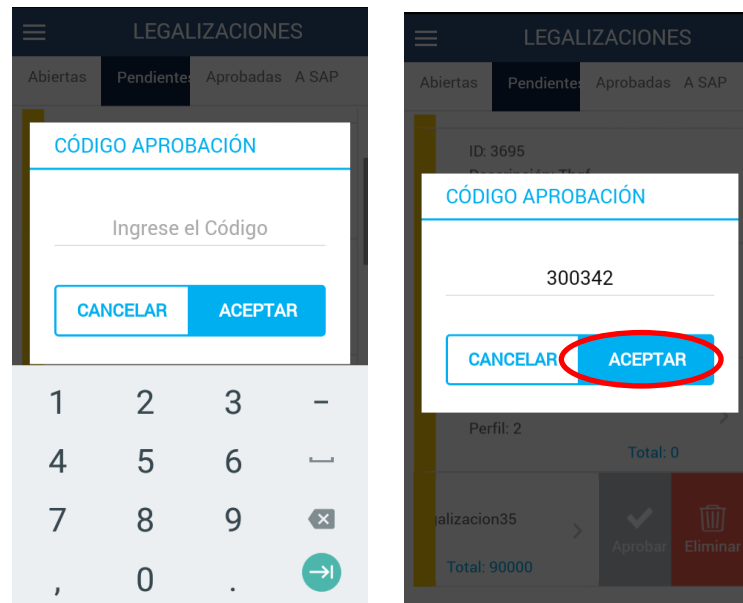 LEGALIZACIONES
Abiertas Pendientes Aprobadas A SAP
CÓDIGO APROBACIÓN
Ingrese el Código
CANCELAR ACEPTAR
1 2 3 –
4 5 6
7 8 9
, 0 .
LEGALIZACIONES
Abiertas Pendientes Aprobadas A SAP
ID: 3695
CÓDIGO APROBACIÓN
300342
CANCELAR ACEPTAR
Perfil: 2
Total: 0
alizacion35
Aprobar Eliminar
Total: 90000